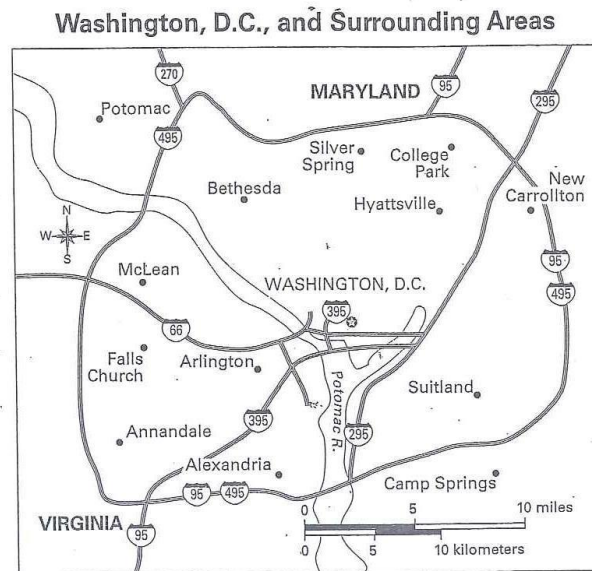 Washington, D.C., and Surrounding Areas
270
95
MARYLAND
295
Potomac
495
Silver
Spring
College
Park
New
Carrollton
Bethesda
Hyattsville
N
W E
S
McLean
WASHINGTON, D.C.
95
495
395
66
Falls
Church
Arlington
Potomac R.
Suitland
395
295
Annandale
Alexandria
Camp Springs
95 495
VIRGINIA
95
0 5 10 miles
0 5 10 kilometers